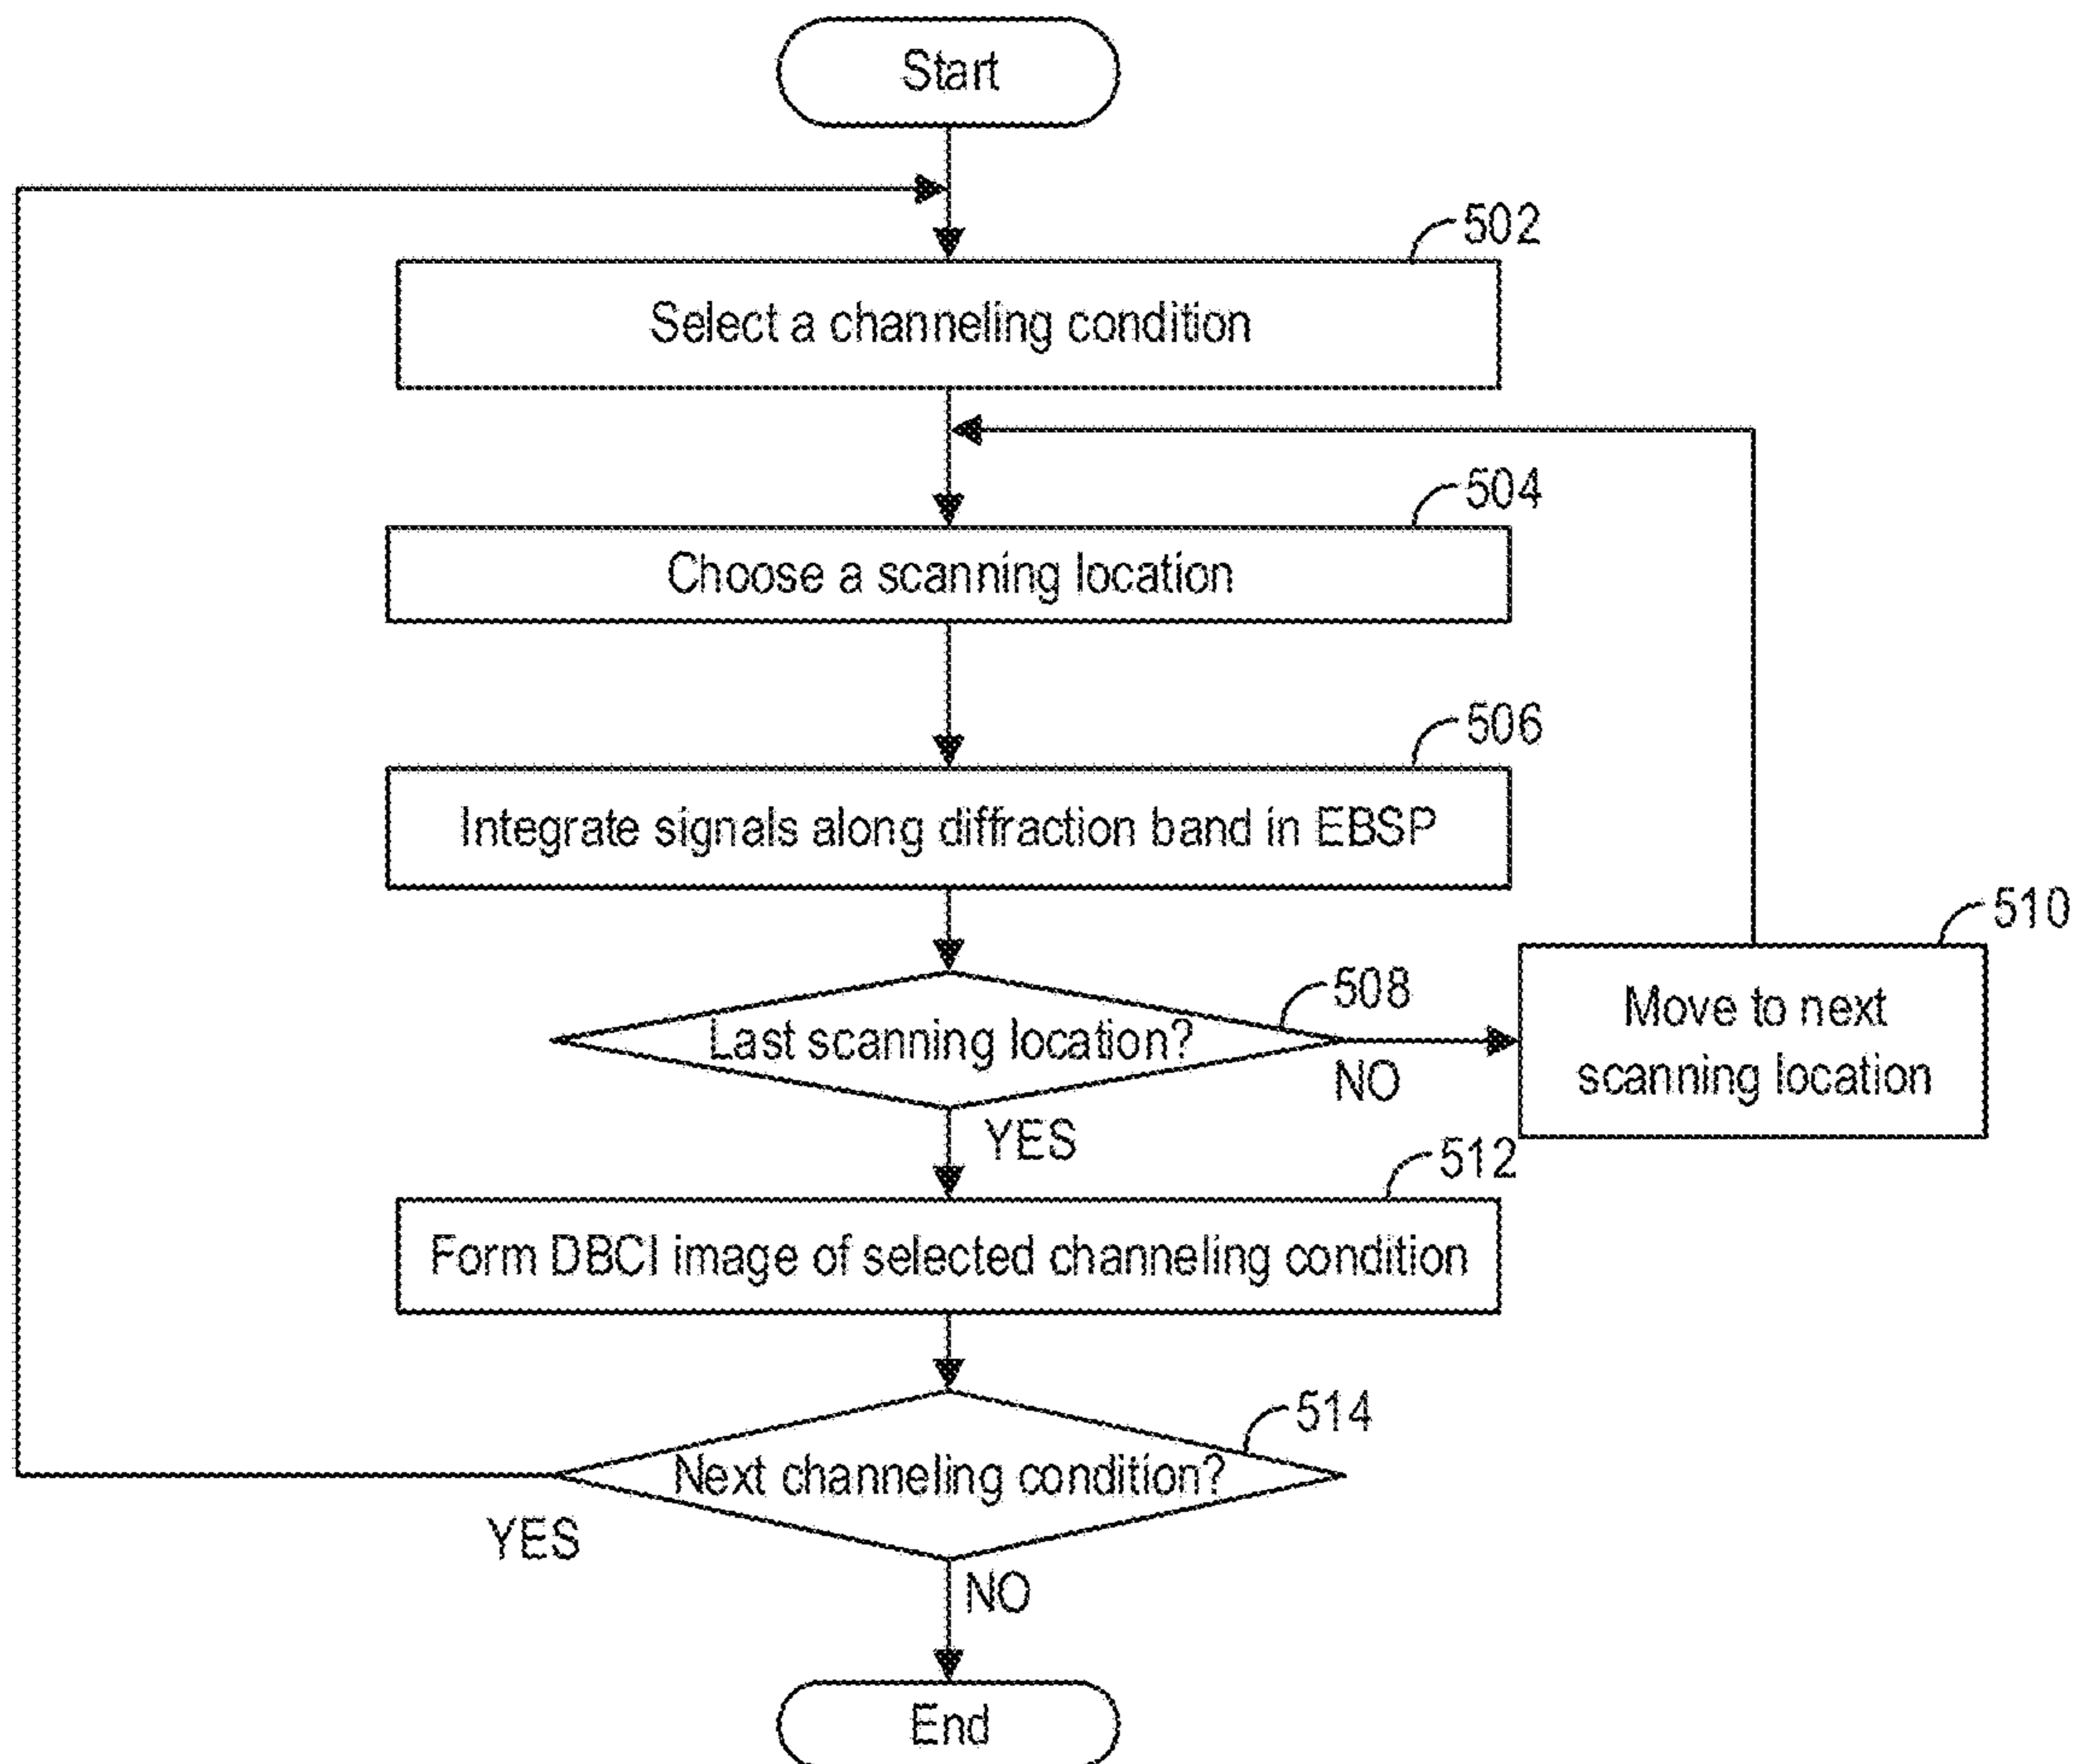 Start
502
Select a channeling condition
504
Choose a scanning location
506
Integrate signals along diffraction band in EBSP
510
508
Last scanning location?
Move to next
scanning location
NO
YES
512
Form DBCI image of selected channeling condition
514
Next channeling condition?
YES
NO
End